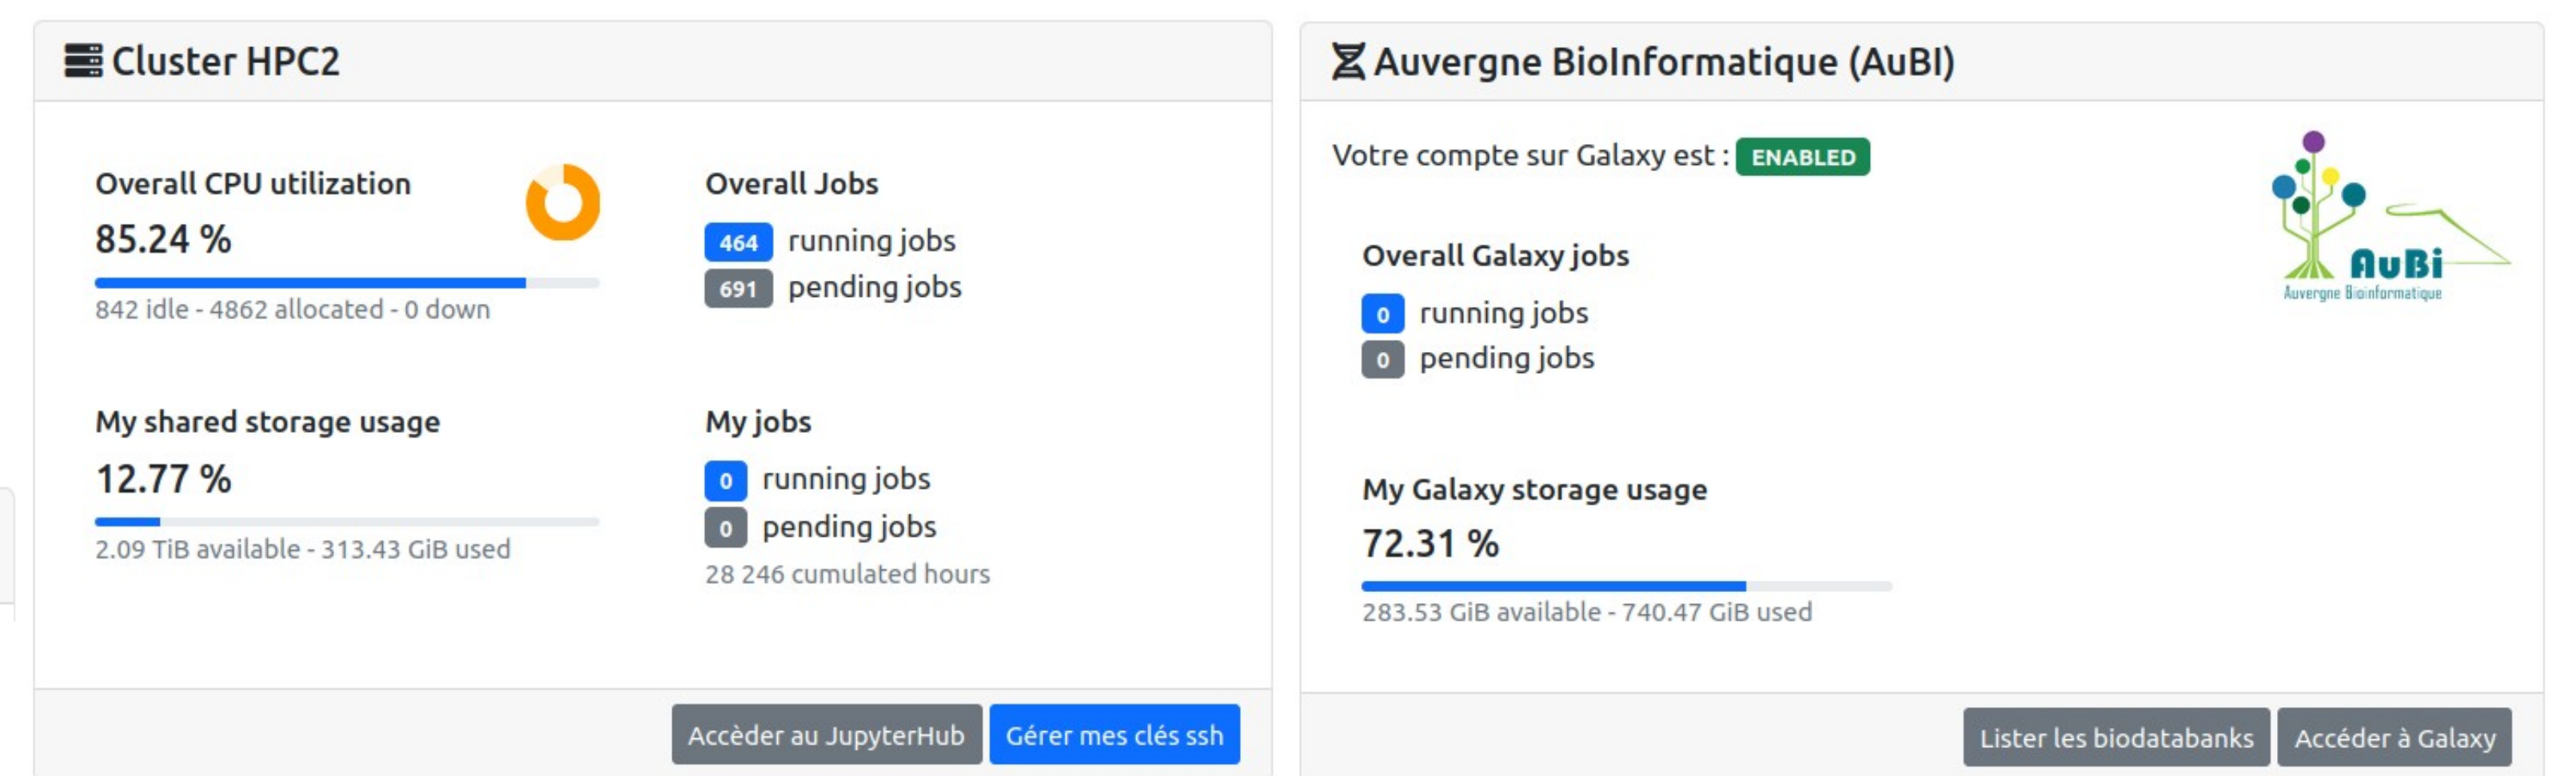 Cluster HPC2
Overall CPU utilization
85.24 %
842 idle - 4862 allocated - 0 down
Overall Jobs
464 running jobs
691 pending jobs
My shared storage usage
12.77 %
2.09 TiB available - 313.43 GiB used
My jobs
0 running jobs
0 pending jobs
28 246 cumulated hours
Accèder au JupyterHub
Gérer mes clés ssh
Auvergne BioInformatique (AuBI)
Votre compte sur Galaxy est : ENABLED
AuBi
Auvergne Bioinformatique
Overall Galaxy jobs
0 running jobs
0 pending jobs
My Galaxy storage usage
72.31 %
283.53 GiB available - 740.47 GiB used
Lister les biodatabanks
Accéder à Galaxy